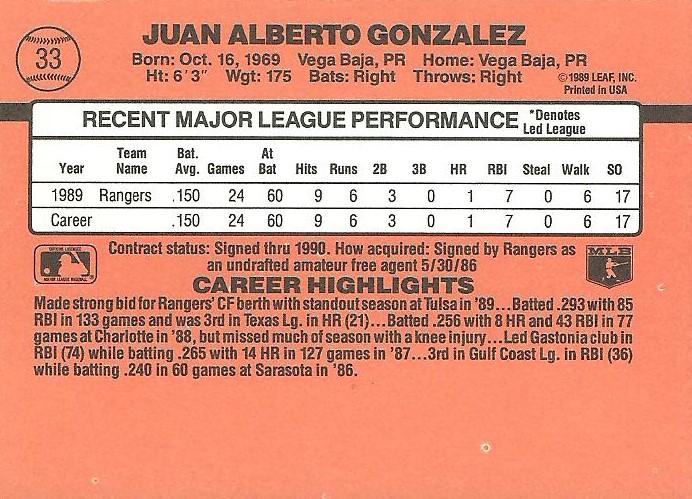 33
JUAN ALBERTO GONZALEZ
Born: Oct. 16, 1969 Vega Baja, PR Home: Vega Baja, PR
Ht: 6'3" Wgt: 175 Bats: Right Throws: Right
©1989 LEAF, INC.
Printed in USA
RECENT MAJOR LEAGUE PERFORMANCE *Denotes
Led League
Year Team Name Bat. Avg. Games At Bat Hits Runs 2B 3B HR RBI Steal Walk SO
1989 Rangers .150 24 60 9 6 3 0 1 7 0 6 17
Career .150 24 60 9 6 3 0 1 7 0 6 17
Contract status: Signed thru 1990. How acquired: Signed by Rangers as
an undrafted amateur free agent 5/30/86
MLB
CAREER HIGHLIGHTS
Made strong bid for Rangers' CF berth with standout season at Tulsa in '89...Batted .293 with 85
RBI in 133 games and was 3rd in Texas Lg. in HR (21)...Batted .256 with 8 HR and 43 RBI in 77
games at Charlotte in '88, but missed much of season with a knee injury...Led Gastonia club in
RBI (74) while batting .265 with 14 HR in 127 games in '87...3rd in Gulf Coast Lg. in RBI (36)
while batting .240 in 60 games at Sarasota in '86.